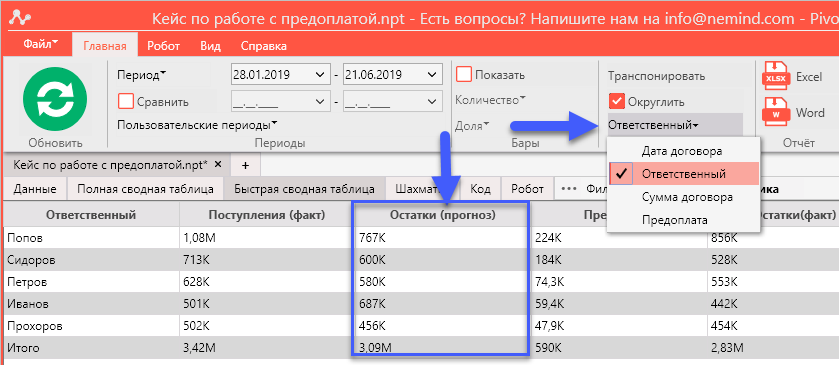 Кейс по работе с предоплатой.npt - Есть вопросы? Напишите нам на info@nemind.com - Pivo
Файл Главная Робот Вид Справка
Период 28.01.2019 - 21.06.2019 Показать Транспонировать Excel
Сравнить __.__.____ - __.__.____ Количество Округлить Word
Обновить Пользовательские периоды Доля Ответственный
Периоды Бары Отчёт
Дата договора
Ответственный
Сумма договора
Предоплата
Кейс по работе с предоплатой.npt* × +
Данные Полная сводная таблица Быстрая сводная таблица Шахмат Код Робот ••• Фил ика
Ответственный Поступления (факт) Остатки (прогноз) Пре Остатки(факт)
Попов 1,08M 767K 224K 856K
Сидоров 713K 600K 184K 528K
Петров 628K 580K 74,3K 553K
Иванов 501K 687K 59,4K 442K
Прохоров 502K 456K 47,9K 454K
Итого 3,42M 3,09M 590K 2,83M